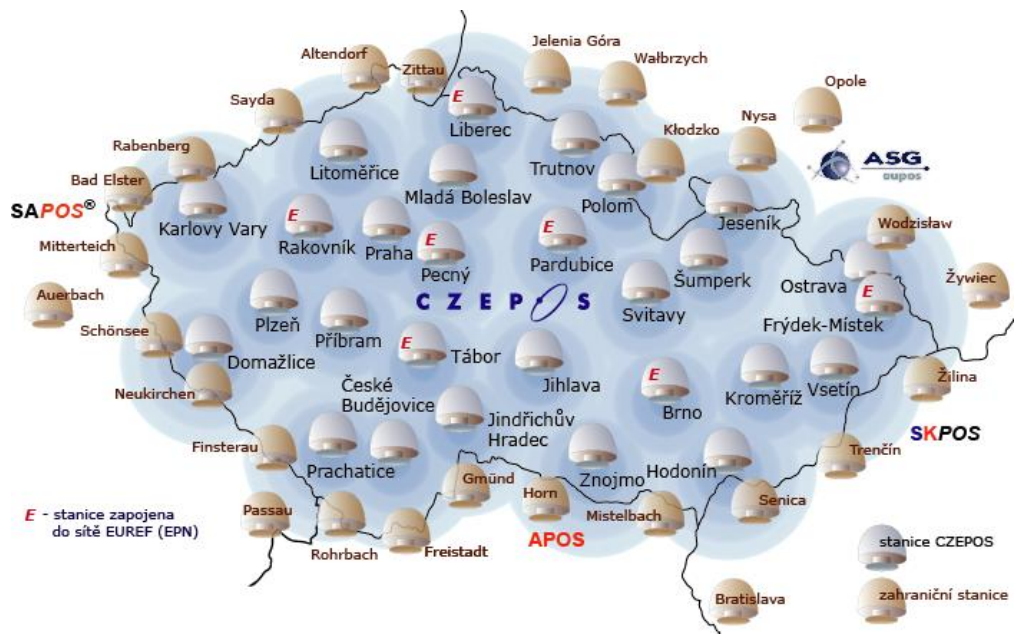 Altendorf
Zittau
Jelenia Góra
Wałbrzych
Opole
Sayda
E
Liberec
Nysa
Rabenberg
Litoměřice
Trutnov
Kłodzko
ASG
eupos
Bad Elster
Mladá Boleslav
Polom
SAPOS®
Karlovy Vary
E
Rakovník
Praha
E
Pecný
E
Pardubice
Jeseník
Wodzisław
Mitterteich
Šumperk
Ostrava
Żywiec
Auerbach
Plzeň
CZEPOS
Svitavy
E
Frýdek-Místek
Schönsee
Příbram
Domažlice
E
Tábor
Jihlava
E
Brno
Kroměříž
Vsetín
Žilina
Neukirchen
České
Budějovice
Jindřichův
Hradec
SKPOS
Finsterau
Prachatice
Znojmo
Hodonín
Trenčín
Gmünd
Horn
Mistelbach
Senica
E - stanice zapojena
do sítě EUREF (EPN)
Passau
Rohrbach
Freistadt
APOS
stanice CZEPOS
Bratislava
zahraniční stanice